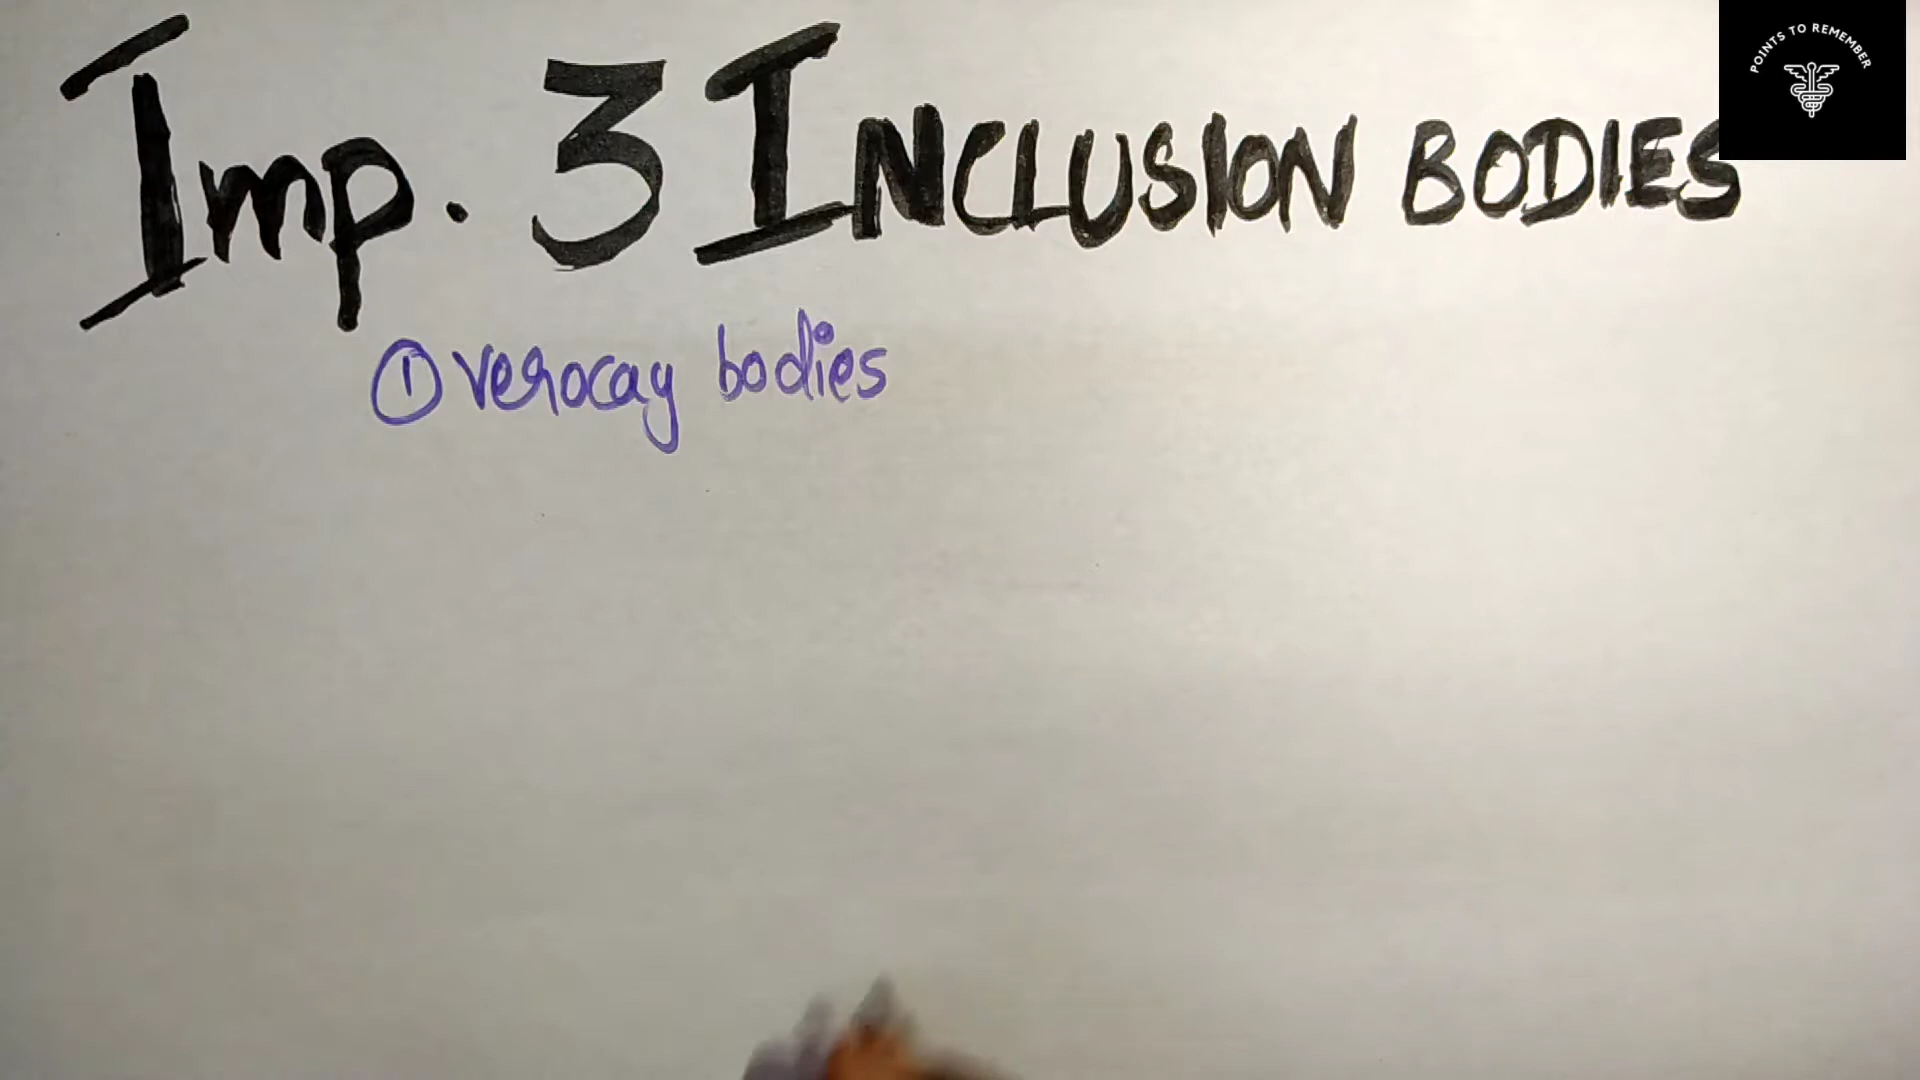 POINTS TO REMEMBER
Imp. 3 INCLUSION BODIES
① verocay bodies